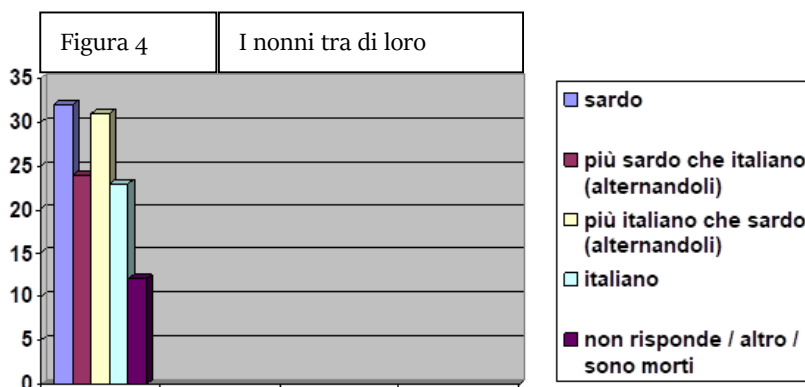 Figura 4
I nonni tra di loro
35
30
25
20
15
10
5
0
sardo
più sardo che italiano
(alternandoli)
più italiano che sardo
(alternandoli)
italiano
non risponde / altro /
sono morti